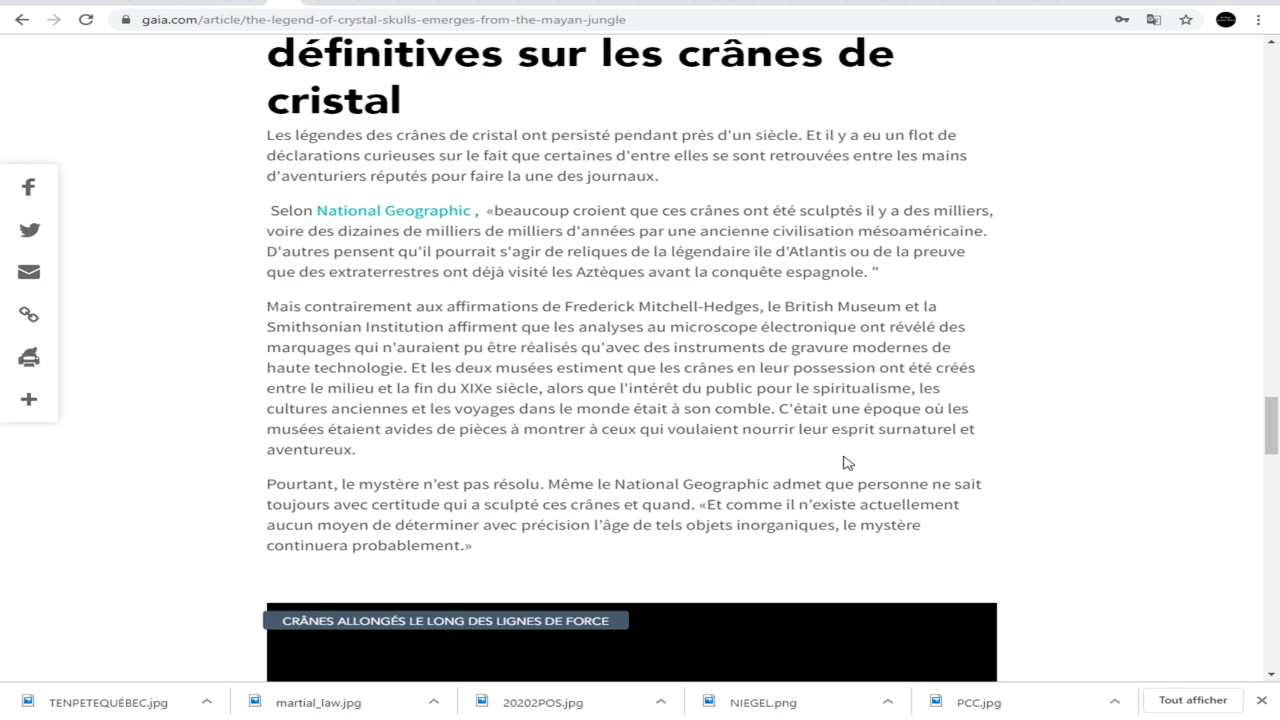 gaia.com/article/the-legend-of-crystal-skulls-emerges-from-the-mayan-jungle
définitives sur les crânes de
cristal
Les légendes des crânes de cristal ont persisté pendant près d'un siècle. Et il y a eu un flot de
déclarations curieuses sur le fait que certaines d'entre elles se sont retrouvées entre les mains
d'aventuriers réputés pour faire la une des journaux.
Selon National Geographic , «beaucoup croient que ces crânes ont été sculptés il y a des milliers,
voire des dizaines de milliers de milliers d'années par une ancienne civilisation mésoaméricaine.
D'autres pensent qu'il pourrait s'agir de reliques de la légendaire île d'Atlantis ou de la preuve
que des extraterrestres ont déjà visité les Aztèques avant la conquête espagnole. "
Mais contrairement aux affirmations de Frederick Mitchell-Hedges, le British Museum et la
Smithsonian Institution affirment que les analyses au microscope électronique ont révélé des
marquages qui n'auraient pu être réalisés qu'avec des instruments de gravure modernes de
haute technologie. Et les deux musées estiment que les crânes en leur possession ont été créés
entre le milieu et la fin du XIXe siècle, alors que l'intérêt du public pour le spiritualisme, les
cultures anciennes et les voyages dans le monde était à son comble. C'était une époque où les
musées étaient avides de pièces à montrer à ceux qui voulaient nourrir leur esprit surnaturel et
aventureux.
Pourtant, le mystère n’est pas résolu. Même le National Geographic admet que personne ne sait
toujours avec certitude qui a sculpté ces crânes et quand. «Et comme il n’existe actuellement
aucun moyen de déterminer avec précision l’âge de tels objets inorganiques, le mystère
continuera probablement.»
CRÂNES ALLONGÉS LE LONG DES LIGNES DE FORCE
TENPETEQUÉBEC.jpg
martial_law.jpg
20202POS.jpg
NIEGEL.png
PCC.jpg
Tout afficher